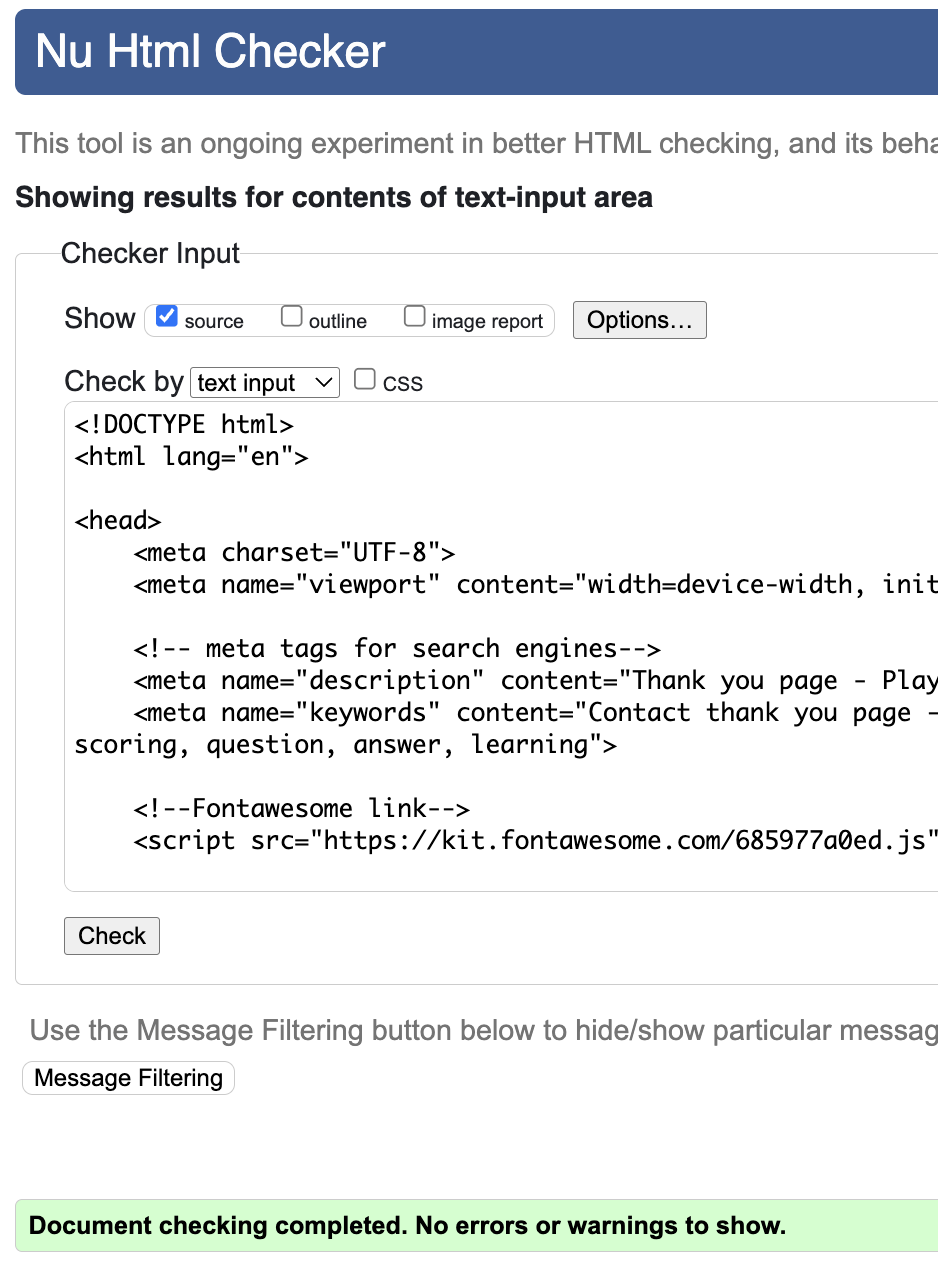 Nu Html Checker
This tool is an ongoing experiment in better HTML checking, and its beha
Showing results for contents of text-input area
Checker Input
Show source outline image report Options...
Check by text input CSS
<!DOCTYPE html>
<html lang="en">
<head>
<meta charset="UTF-8">
<meta name="viewport" content="width=device-width, init
<!-- meta tags for search engines-->
<meta name="description" content="Thank you page - Play
<meta name="keywords" content="Contact thank you page -
scoring, question, answer, learning">
<!--Fontawesome link-->
<script src="https://kit.fontawesome.com/685977a0ed.js"
Check
Use the Message Filtering button below to hide/show particular messag
Message Filtering
Document checking completed. No errors or warnings to show.